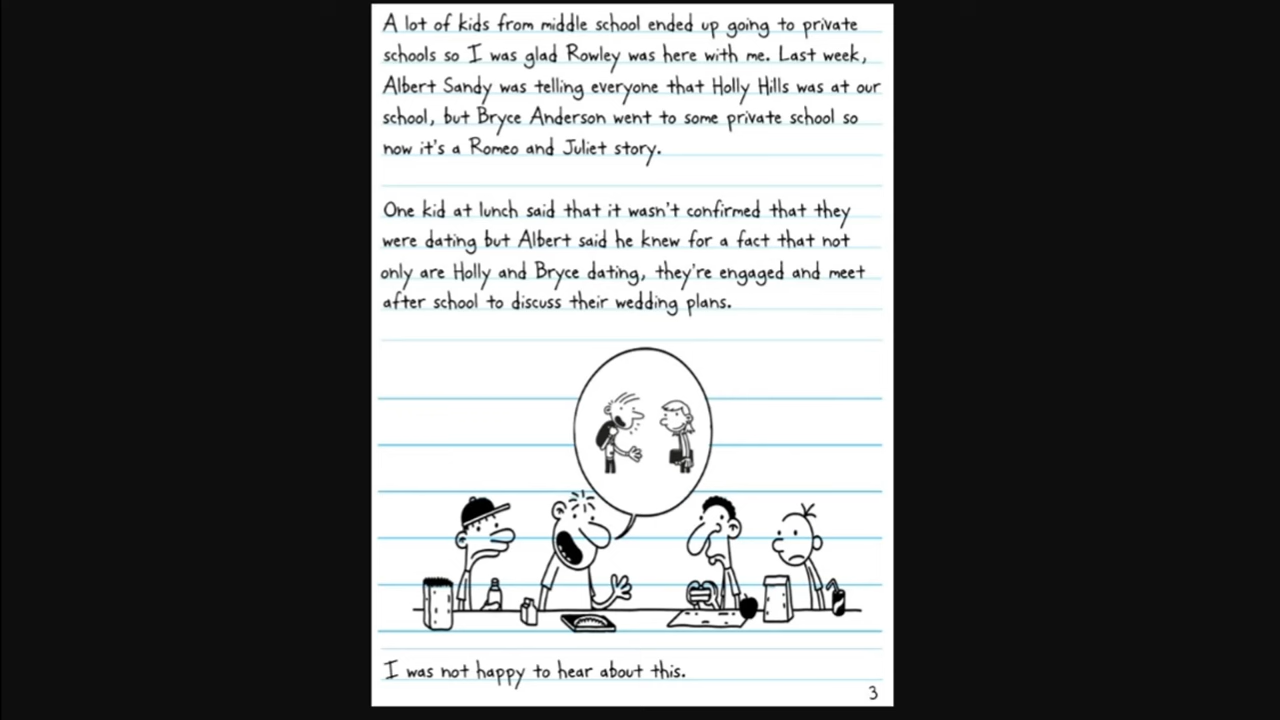 A lot of kids from middle school ended up going to private
schools so I was glad Rowley was here with me. Last week,
Albert Sandy was telling everyone that Holly Hills was at our
school, but Bryce Anderson went to some private school so
now it's a Romeo and Juliet story.
One kid at lunch said that it wasn't confirmed that they
were dating but Albert said he knew for a fact that not
only are Holly and Bryce dating, they're engaged and meet
after school to discuss their wedding plans.
I was not happy to hear about this.
3